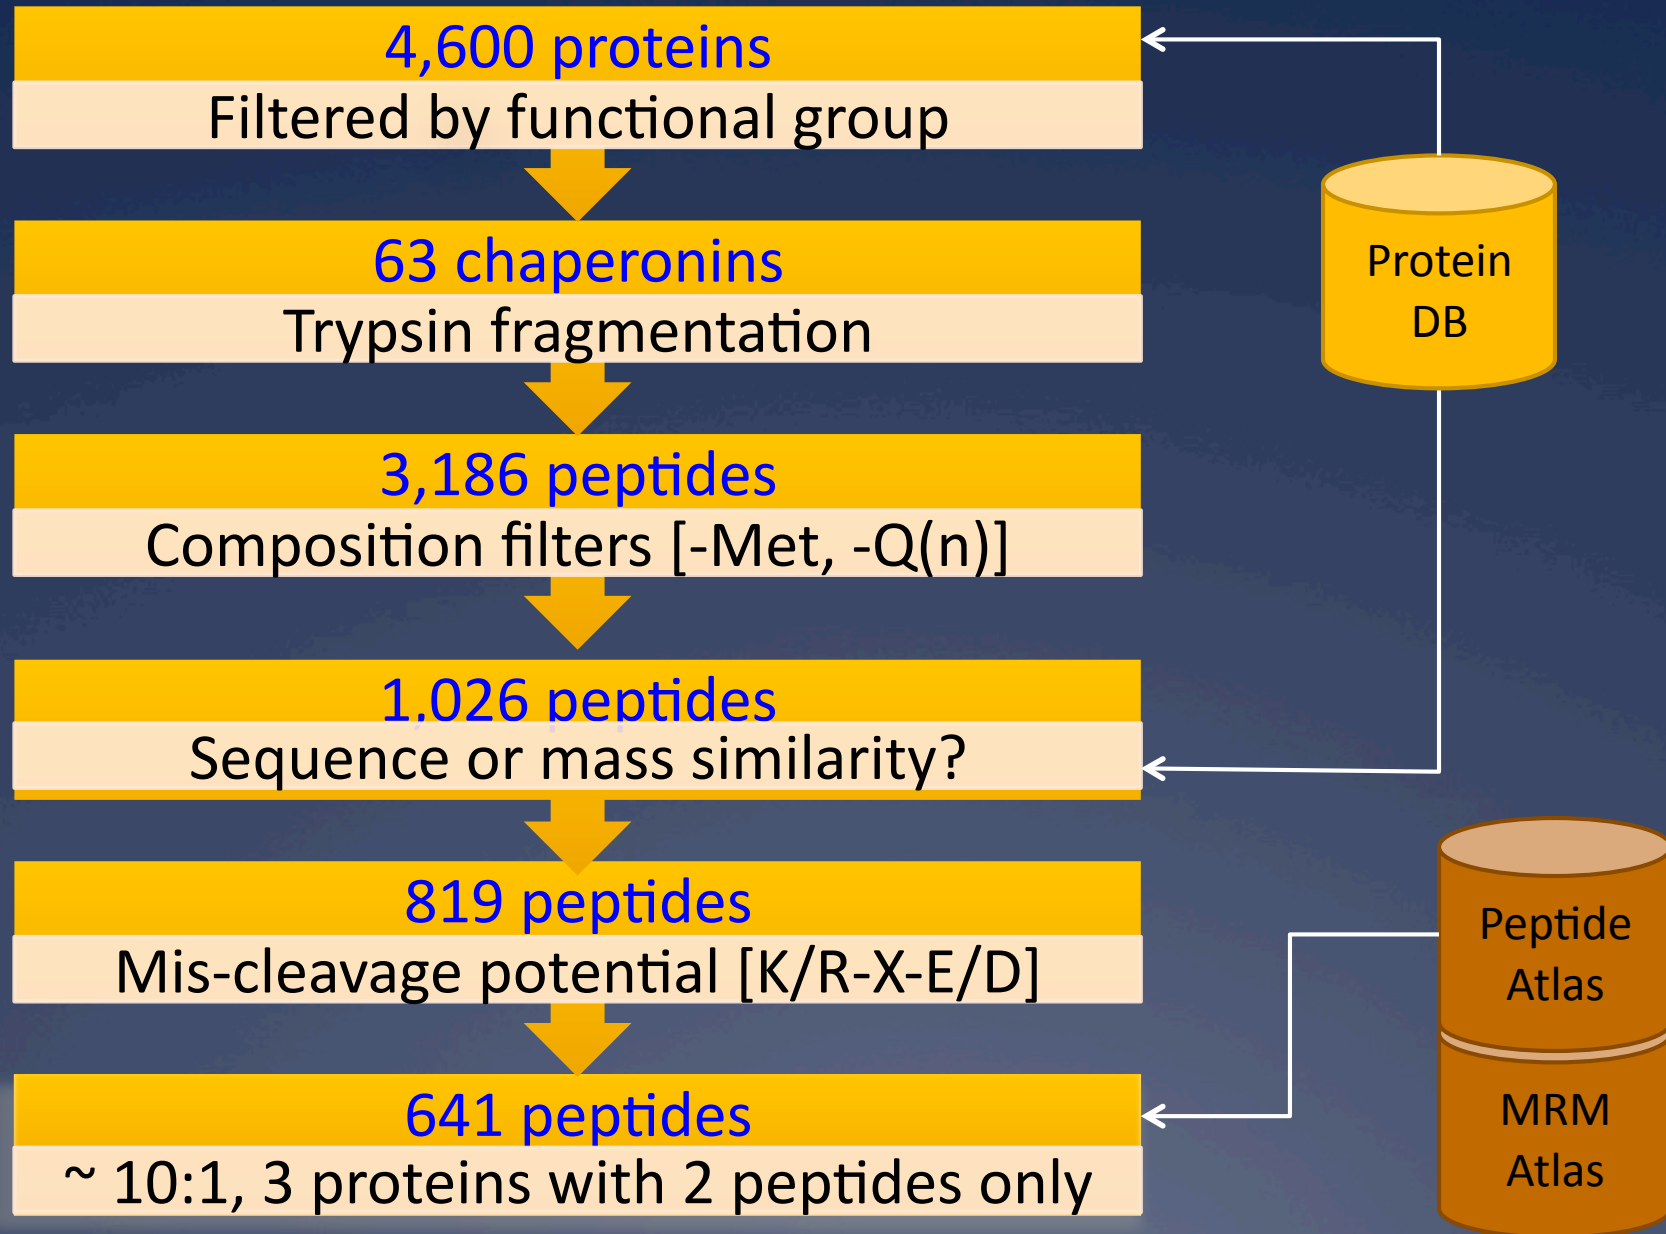 4,600 proteins
Filtered by functional group
63 chaperonins
Trypsin fragmentation
3,186 peptides
Composition filters [-Met, -Q(n)]
1,026 peptides
Sequence or mass similarity?
819 peptides
Mis-cleavage potential [K/R-X-E/D]
641 peptides
~ 10:1, 3 proteins with 2 peptides only
Protein
DB
Peptide
Atlas
MRM
Atlas